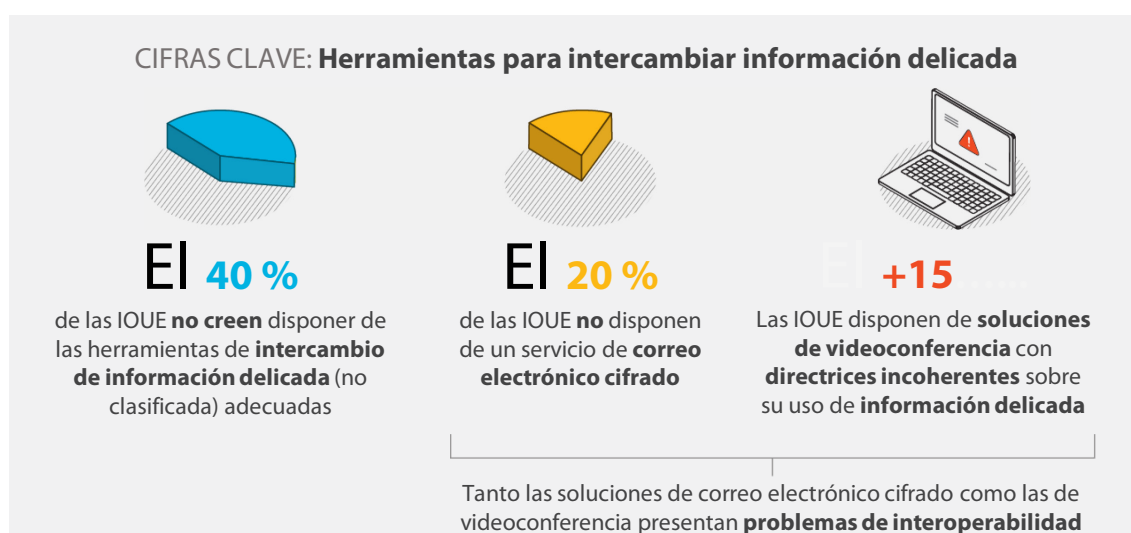 CIFRAS CLAVE: Herramientas para intercambiar información delicada
El 40 %
de las IOUE no creen disponer de
las herramientas de intercambio
de información delicada (no
clasificada) adecuadas
El 20 %
de las IOUE no disponen
de un servicio de correo
electrónico cifrado
El +15
Las IOUE disponen de soluciones
de videoconferencia con
directrices incoherentes sobre
su uso de información delicada
Tanto las soluciones de correo electrónico cifrado como las de
videoconferencia presentan problemas de interoperabilidad